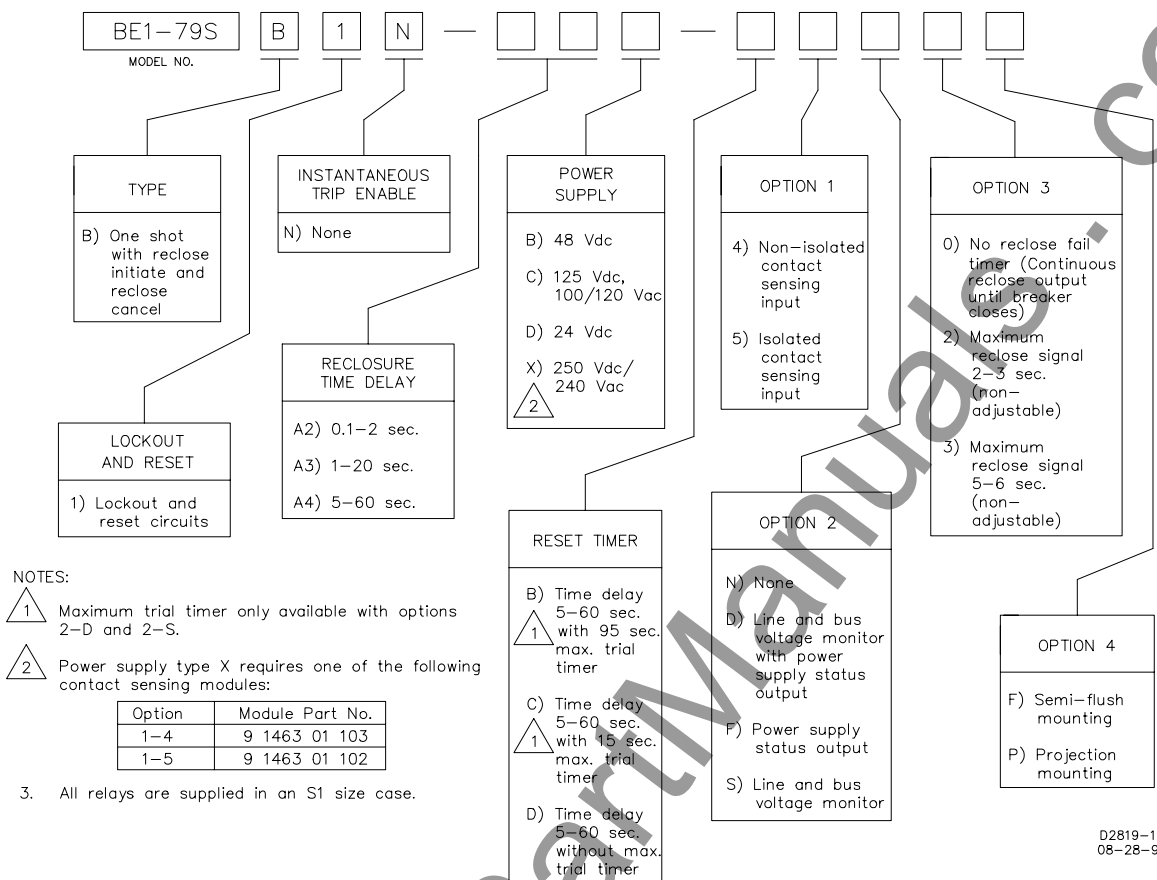 BE1-79S B 1 N — —
MODEL NO.
TYPE
B) One shot
with reclose
initiate and
reclose
cancel
LOCKOUT
AND RESET
1) Lockout and
reset circuits
INSTANTANEOUS
TRIP ENABLE
N) None
RECLOSURE
TIME DELAY
A2) 0.1-2 sec.
A3) 1-20 sec.
A4) 5-60 sec.
POWER
SUPPLY
B) 48 Vdc
C) 125 Vdc,
100/120 Vac
D) 24 Vdc
X) 250 Vdc/
240 Vac
2
RESET TIMER
B) Time delay
5-60 sec.
1 with 95 sec.
max. trial
timer
C) Time delay
5-60 sec.
1 with 15 sec.
max. trial
timer
D) Time delay
5-60 sec.
without max.
trial timer
OPTION 1
4) Non-isolated
contact
sensing
input
5) Isolated
contact
sensing
input
OPTION 2
N) None
D) Line and bus
voltage monitor
with power
supply status
output
F) Power supply
status output
S) Line and bus
voltage monitor
OPTION 3
0) No reclose fail
timer (Continuous
reclose output
until breaker
closes)
2) Maximum
reclose signal
2-3 sec.
(non-
adjustable)
3) Maximum
reclose signal
5-6 sec.
(non-
adjustable)
OPTION 4
F) Semi-flush
mounting
P) Projection
mounting
NOTES:
1 Maximum trial timer only available with options
2-D and 2-S.
2 Power supply type X requires one of the following
contact sensing modules:
Option Module Part No.
1-4 9 1463 01 103
1-5 9 1463 01 102
3. All relays are supplied in an S1 size case.
D2819-1
08-28-9
artManuals . co